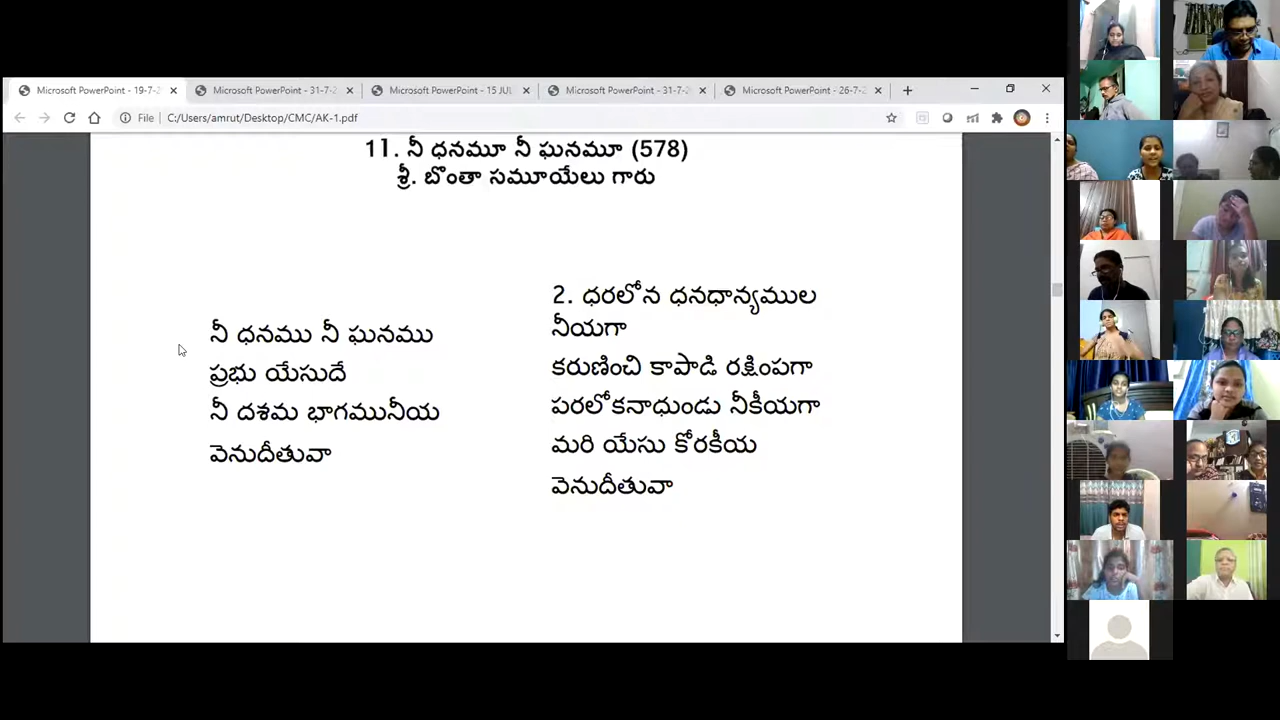 Microsoft PowerPoint - 19-7-2
Microsoft PowerPoint - 31-7-2
Microsoft PowerPoint - 15 JUL
Microsoft PowerPoint - 31-7-2
Microsoft PowerPoint - 26-7-2
File
C:/Users/amrut/Desktop/CMC/AK-1.pdf
11. నీ ధనమూ నీ ఘనమూ (578)
శ్రీ. బొంతా సమూయేలు గారు
నీ ధనము నీ ఘనము
ప్రభు యేసుదే
నీ దశమ భాగమునీయ
వెనుదీతువా
2. ధరలోన ధనధాన్యముల
నీయగా
కరుణించి కాపాడి రక్షింపగా
పరలోకనాధుండు నీకీయగా
మరి యేసు కోరకీయ
వెనుదీతువా